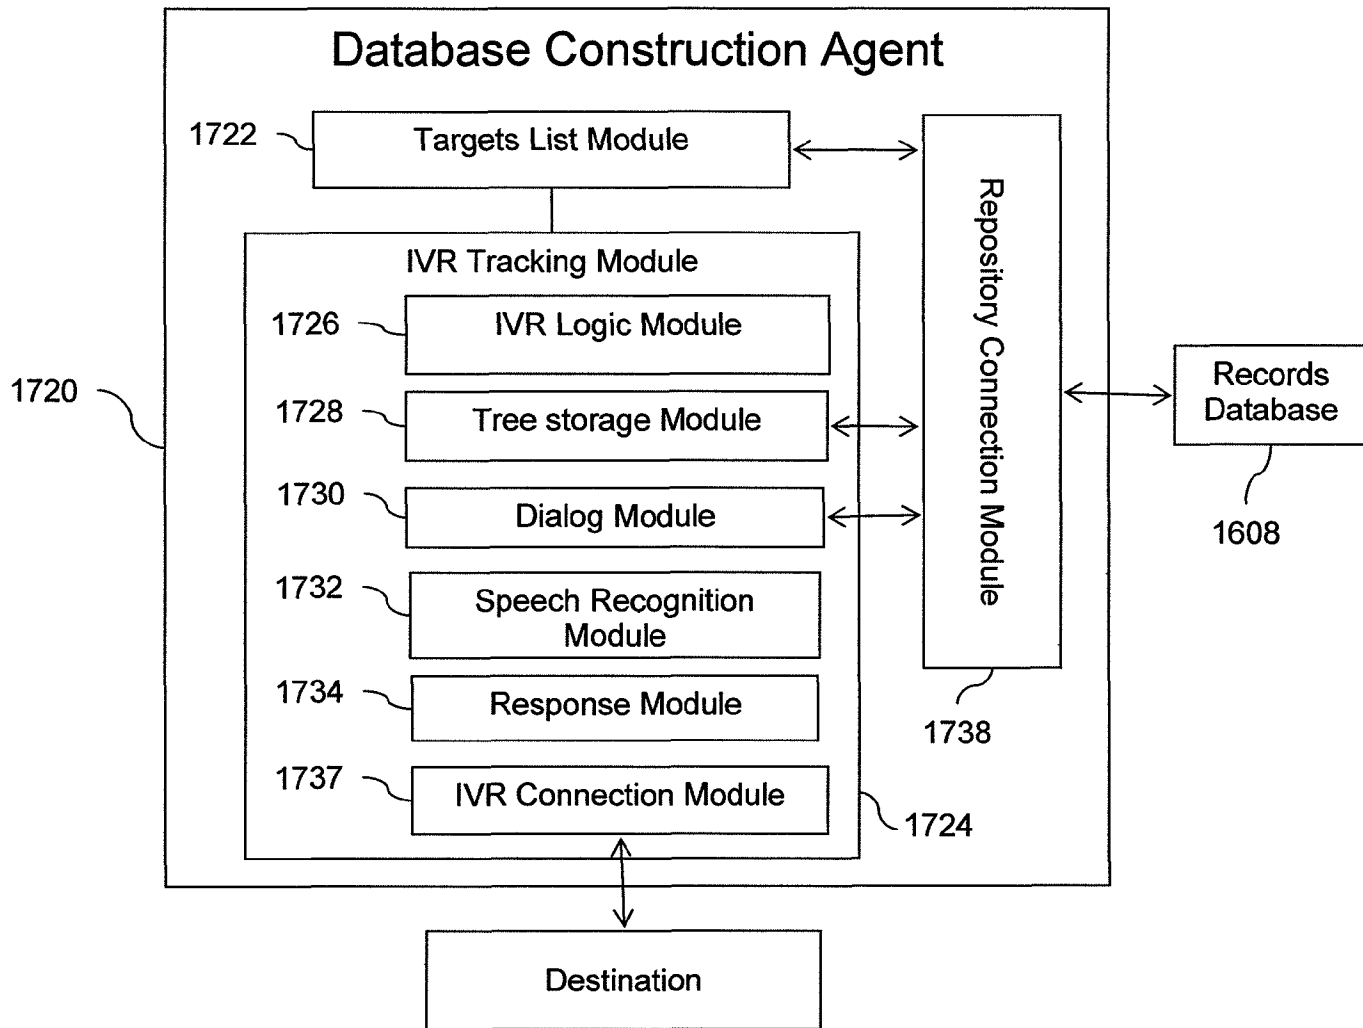 Database Construction Agent
1722
Targets List Module
IVR Tracking Module
1726
IVR Logic Module
1728
Tree storage Module
1730
Dialog Module
1732
Speech Recognition
Module
1734
Response Module
1737
IVR Connection Module
1724
1720
Repository Connection Module
1738
Records
Database
1608
Destination